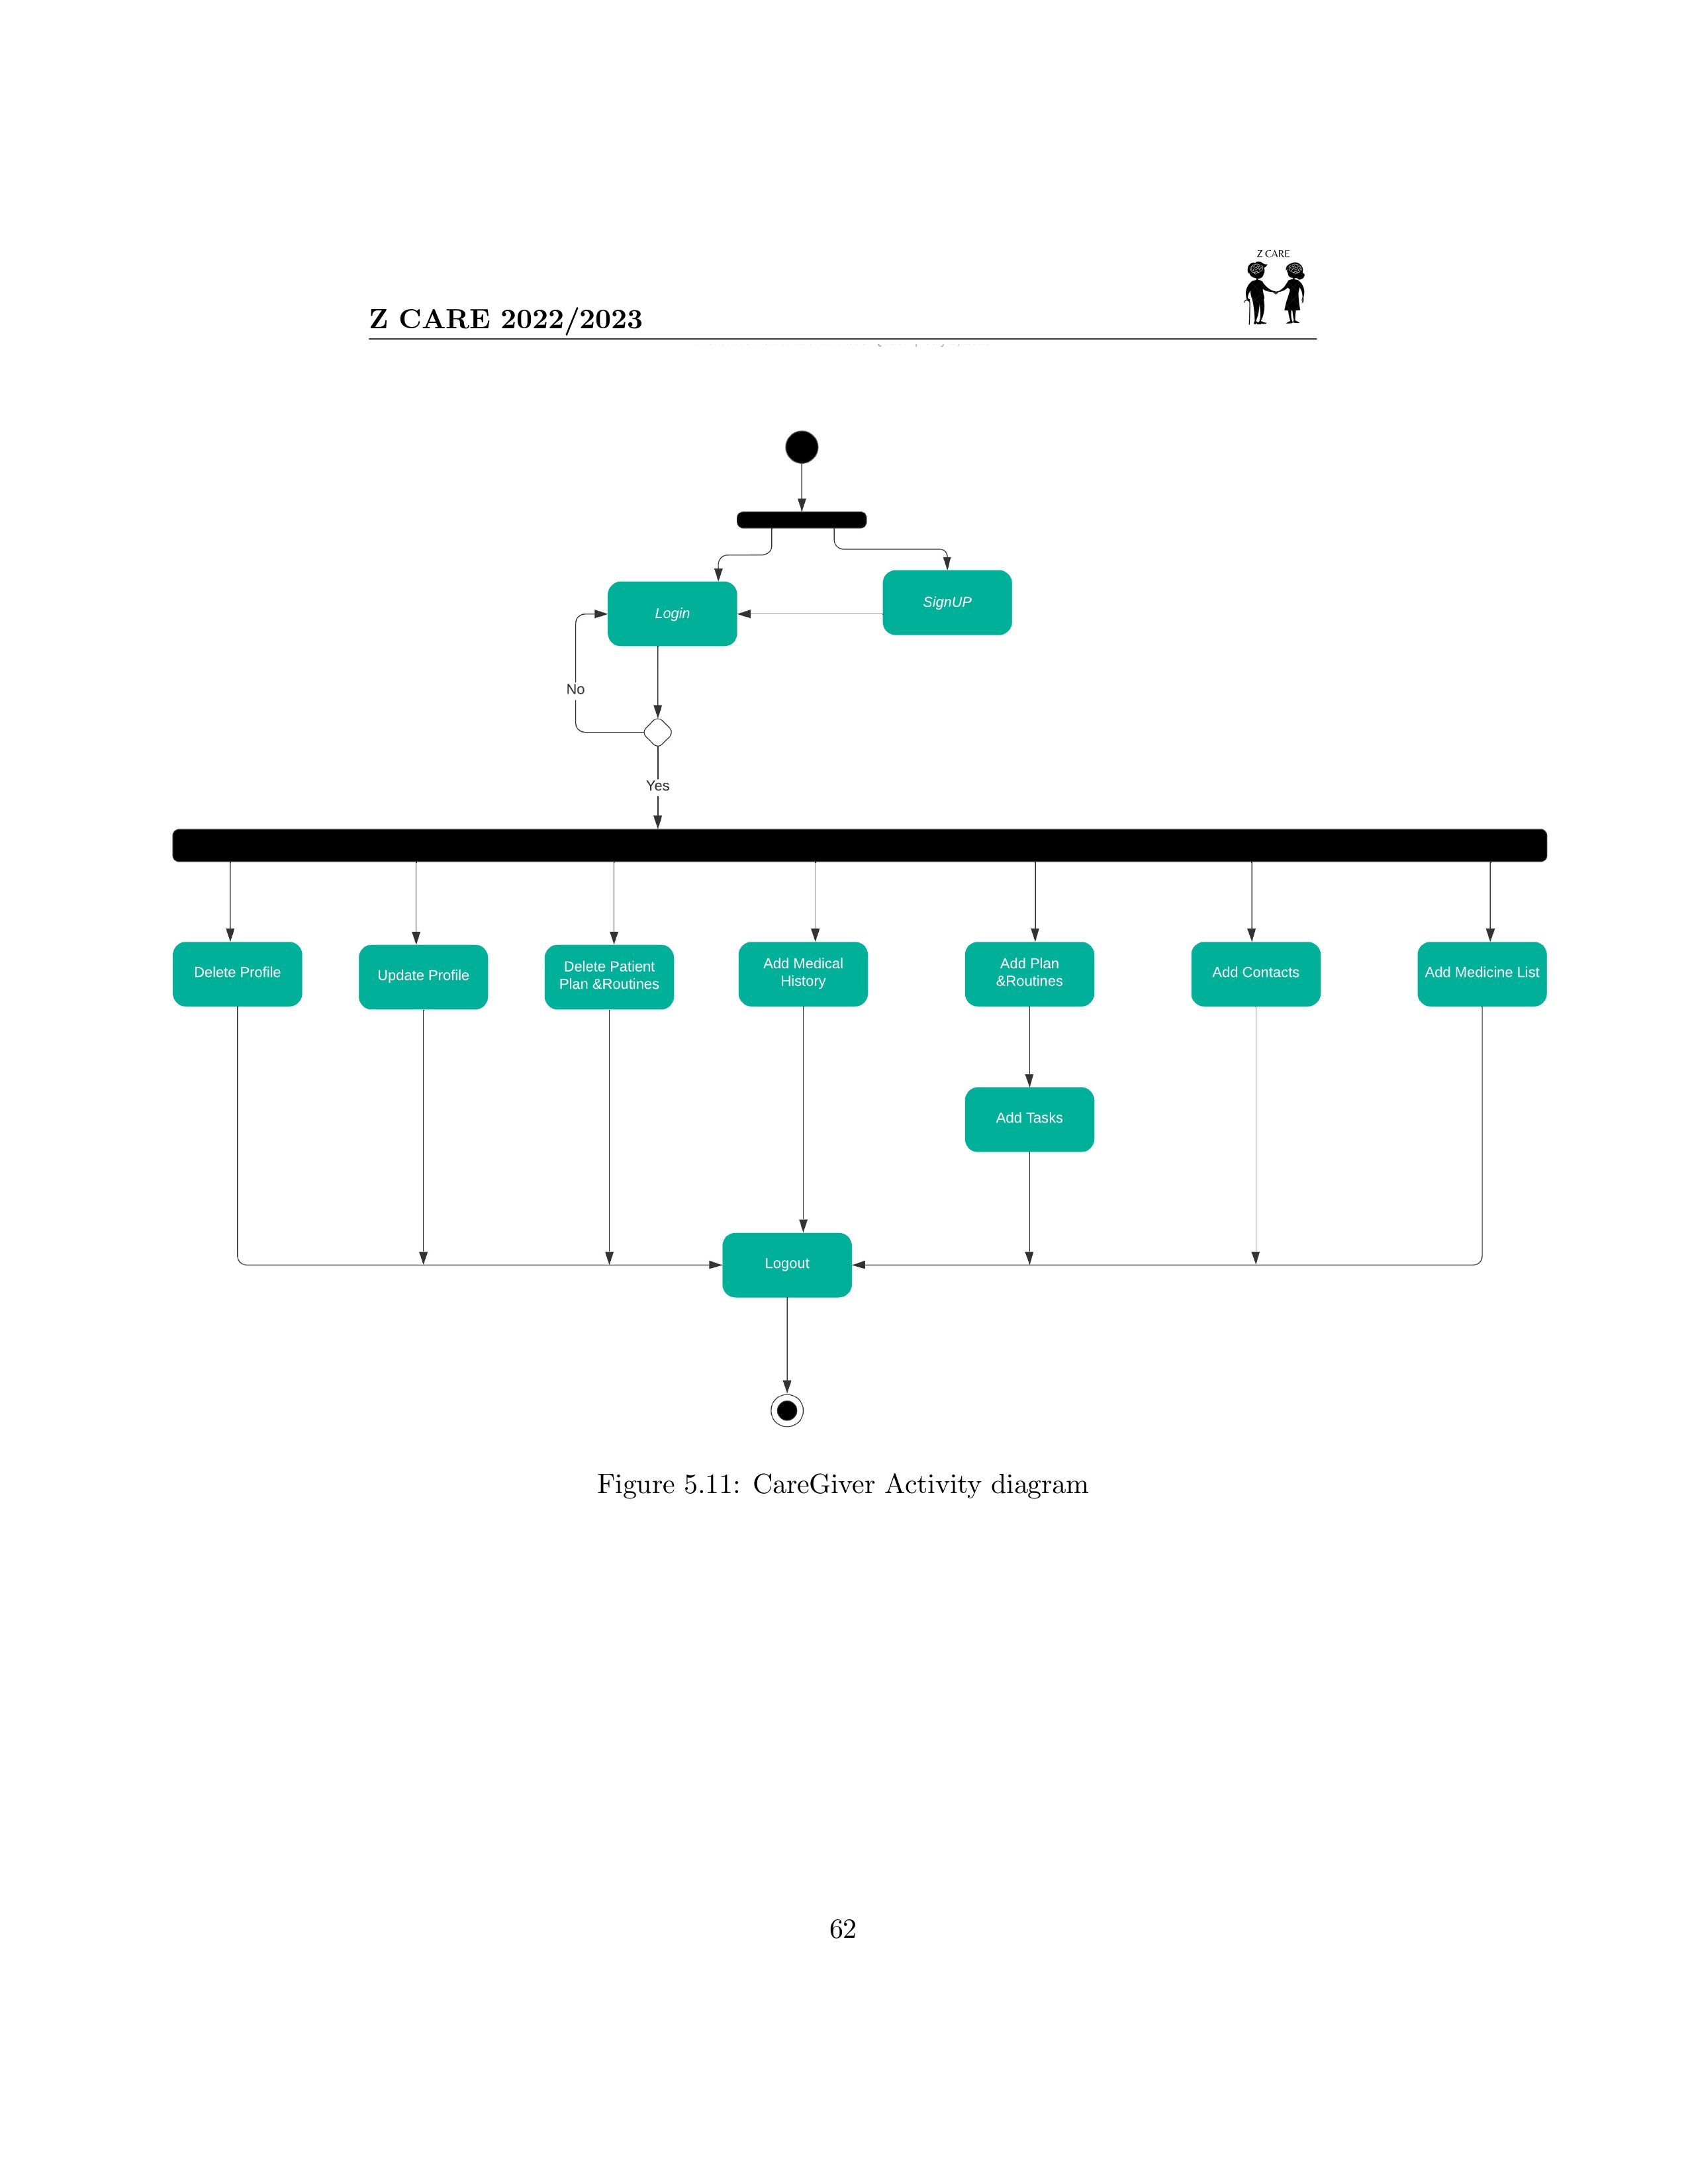 Z CARE
Z CARE 2022/2023
Login
SignUP
No
Yes
Delete Profile
Update Profile
Delete Patient
Plan &Routines
Add Medical
History
Add Plan
&Routines
Add Contacts
Add Medicine List
Add Tasks
Logout
Figure 5.11: CareGiver Activity diagram
62